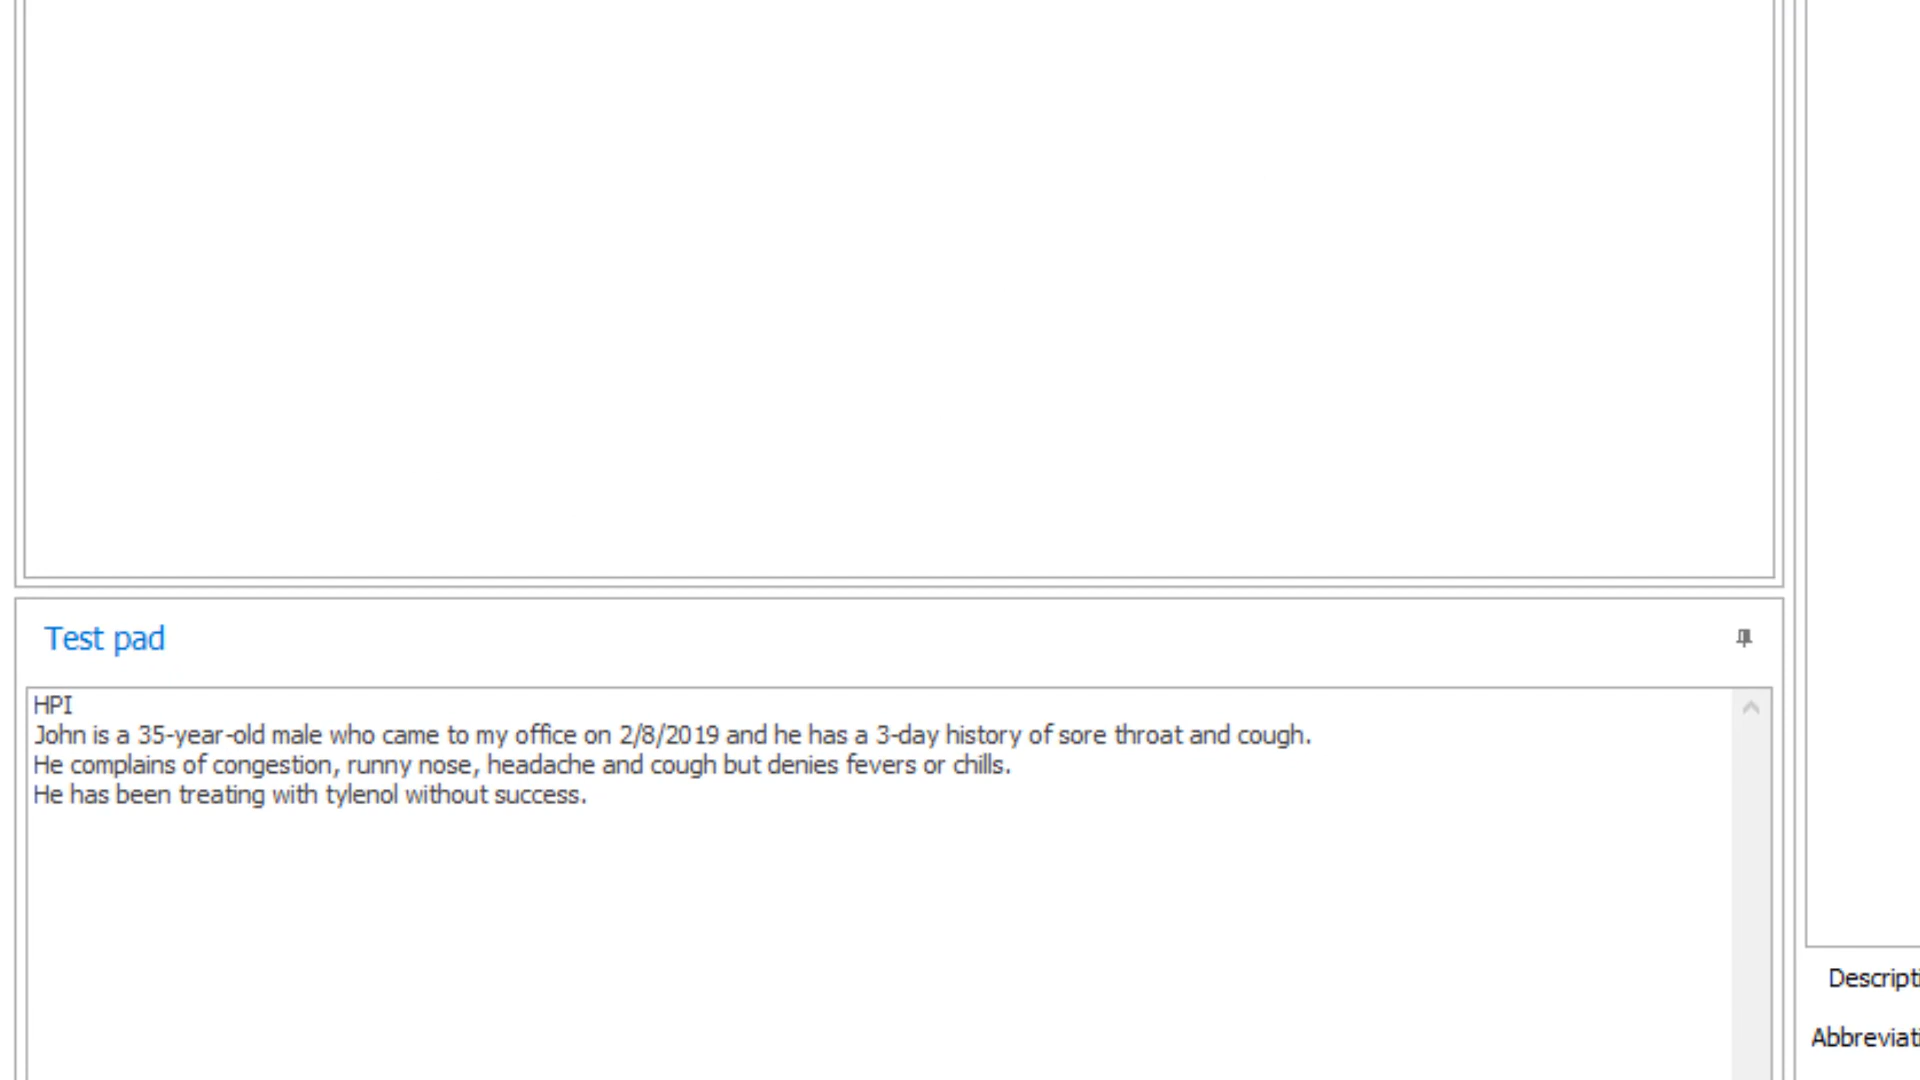 Test pad
HPI
John is a 35-year-old male who came to my office on 2/8/2019 and he has a 3-day history of sore throat and cough.
He complains of congestion, runny nose, headache and cough but denies fevers or chills.
He has been treating with tylenol without success.
Descripti
Abbreviati